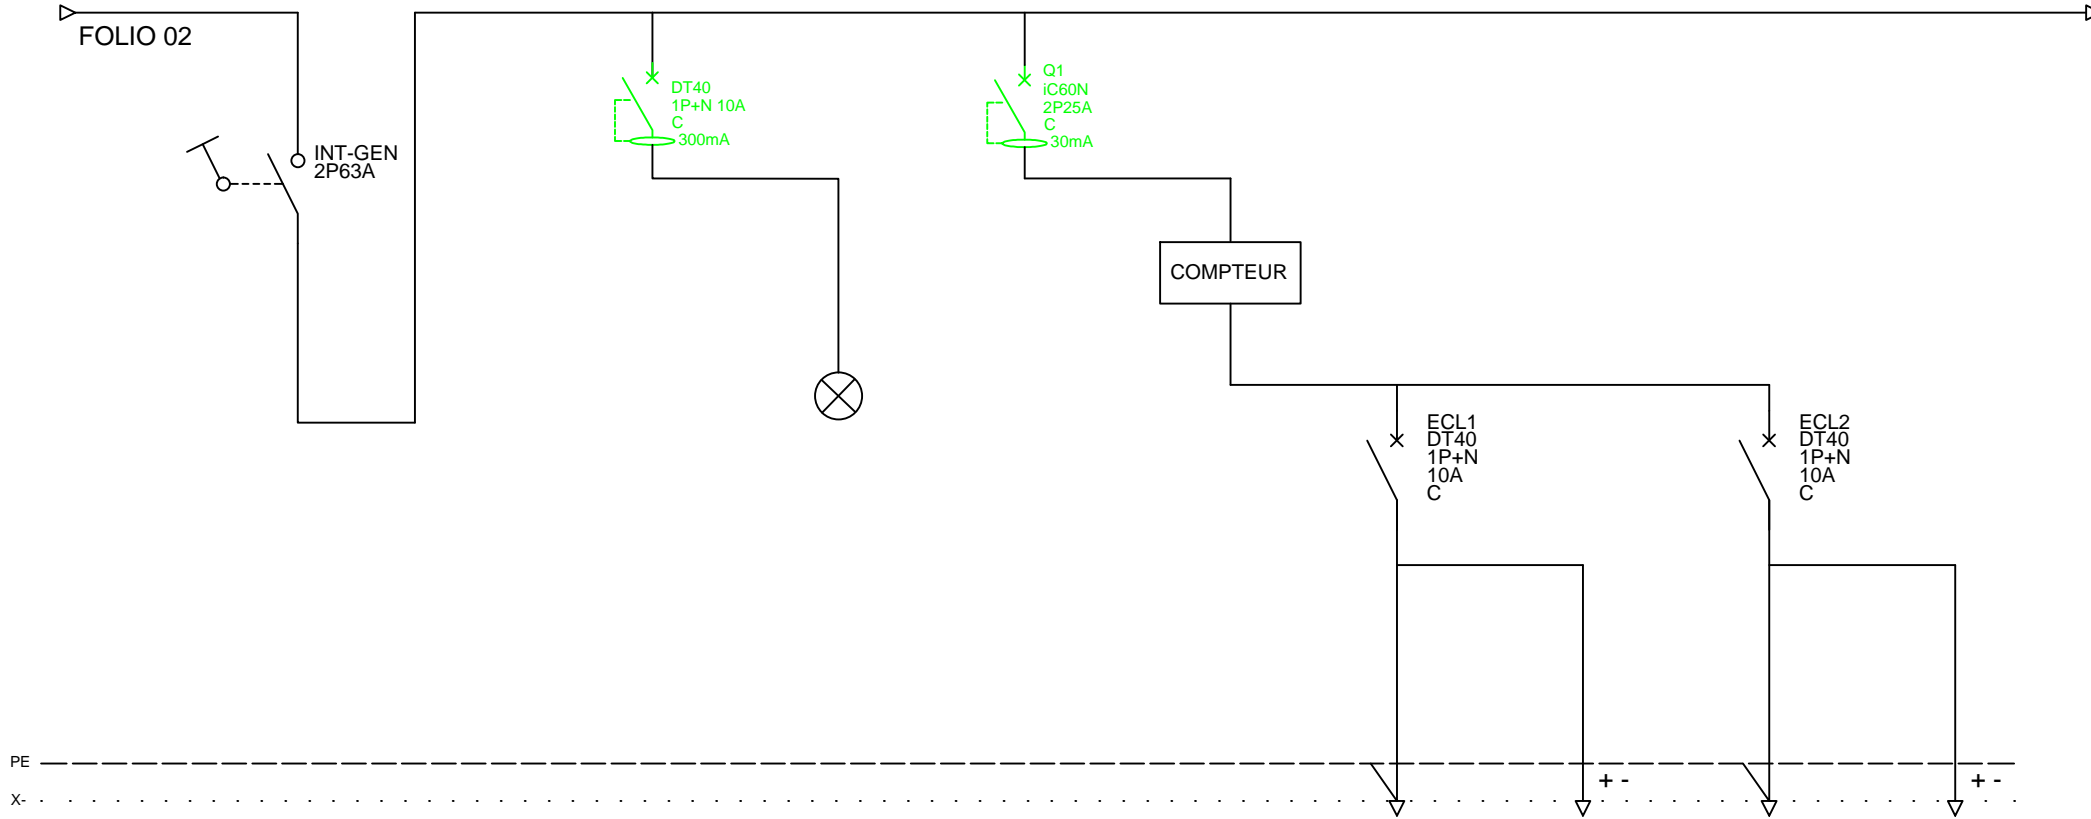 FOLIO 02
INT-GEN
2P63A
DT40
1P+N 10A
C
300mA
Q1
iC60N
2P25A
C
30mA
COMPTEUR
ECL1
DT40
1P+N
10A
C
ECL2
DT40
1P+N
10A
C
PE
+ -
+ -
X-